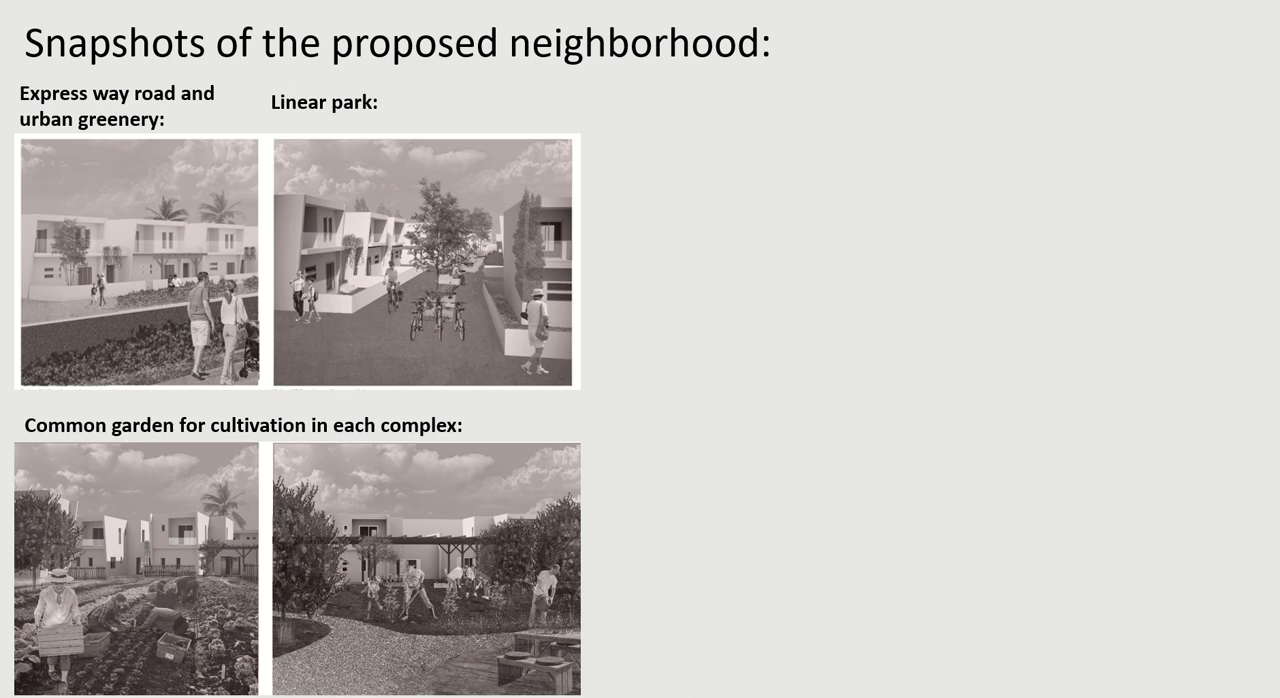 Snapshots of the proposed neighborhood:
Express way road and
urban greenery:
Linear park:
Common garden for cultivation in each complex: